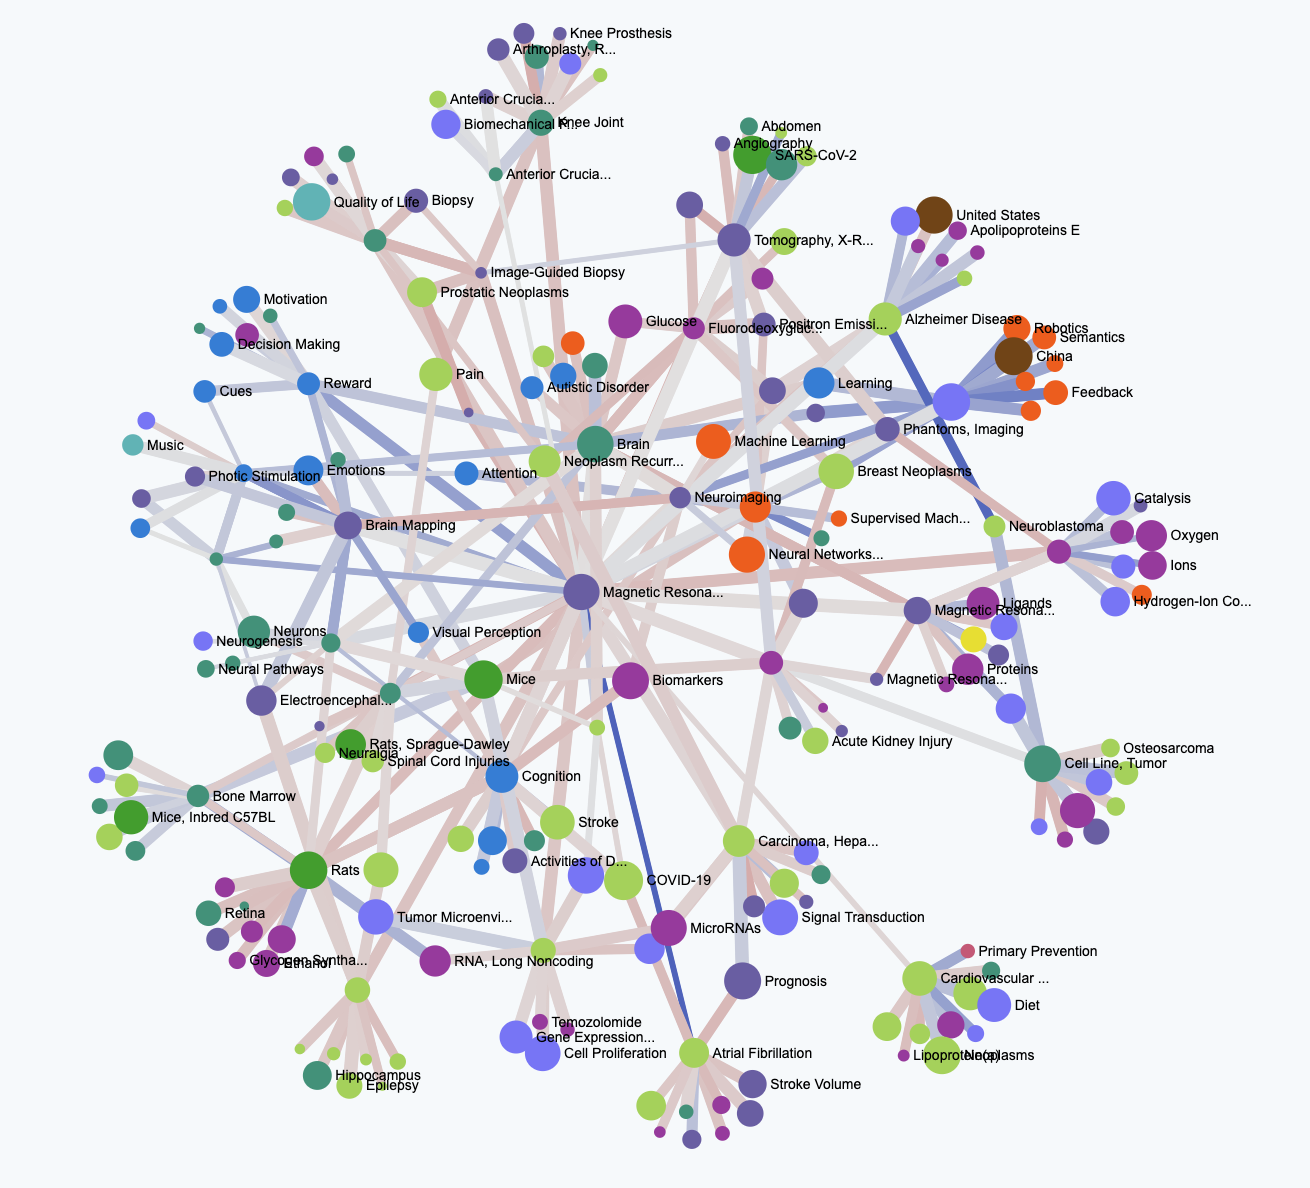 Knee Prosthesis
Arthroplasty, R...
Anterior Crucia...
Biomechanical P...
Knee Joint
Abdomen
Angiography
SARS-CoV-2
Anterior Crucia...
Quality of Life
Biopsy
United States
Apolipoproteins E
Tomography, X-R...
Image-Guided Biopsy
Prostatic Neoplasms
Motivation
Glucose
Fluorodeoxygluc...
Positron Emissi...
Alzheimer Disease
Robotics
Semantics
Decision Making
China
Pain
Cues
Reward
Autistic Disorder
Learning
Feedback
Music
Brain
Machine Learning
Phantoms, Imaging
Neoplasm Recurr...
Photic Stimulation
Emotions
Attention
Breast Neoplasms
Neuroimaging
Catalysis
Brain Mapping
Supervised Mach...
Neuroblastoma
Oxygen
Neural Networks...
Ions
Magnetic Resona...
Hydrogen-Ion Co...
Ligands
Magnetic Resona...
Neurons
Neurogenesis
Visual Perception
Neural Pathways
Proteins
Mice
Biomarkers
Magnetic Resona...
Electroencephal...
Rats, Sprague-Dawley
Neuralgia
Spinal Cord Injuries
Acute Kidney Injury
Osteosarcoma
Cell Line, Tumor
Cognition
Bone Marrow
Mice, Inbred C57BL
Stroke
Carcinoma, Hepa...
Activities of D...
Rats
COVID-19
Retina
Tumor Microenvi...
Signal Transduction
MicroRNAs
Glycogen Syntha...
Ethanol
RNA, Long Noncoding
Primary Prevention
Prognosis
Cardiovascular ...
Diet
Temozolomide
Gene Expression...
Cell Proliferation
Atrial Fibrillation
Lipoprotein(a)
Neoplasms
Hippocampus
Epilepsy
Stroke Volume